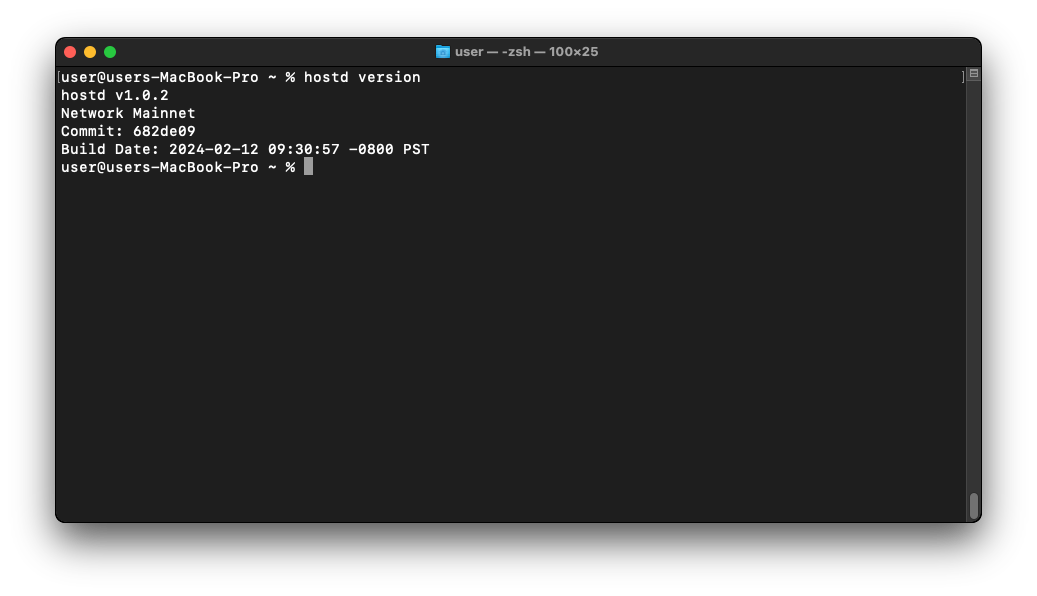 user — -zsh — 100×25
[user@users-MacBook-Pro ~ % hostd version ]
hostd v1.0.2
Network Mainnet
Commit: 682de09
Build Date: 2024-02-12 09:30:57 -0800 PST
user@users-MacBook-Pro ~ %